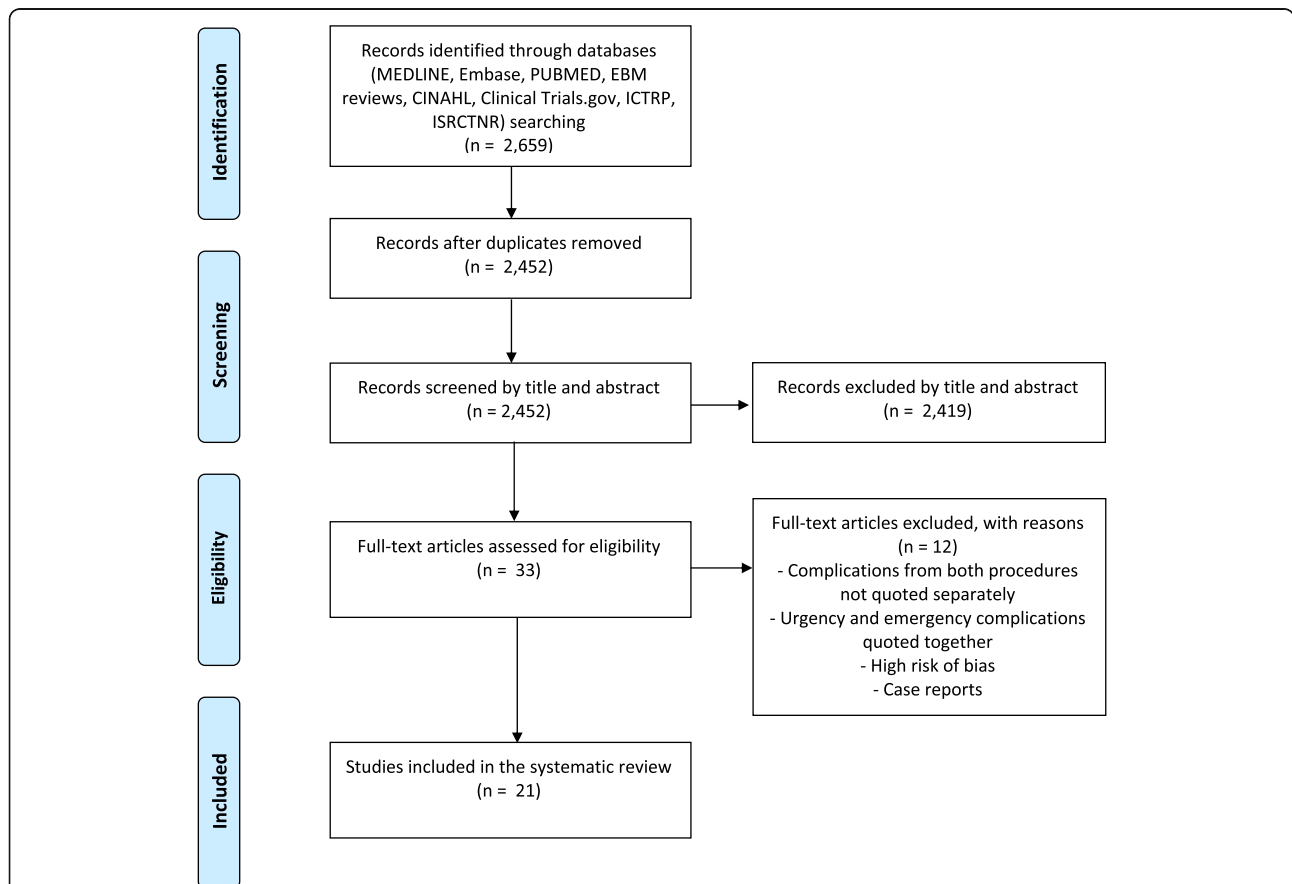 Identification
Records identified through databases
(MEDLINE, Embase, PUBMED, EBM
reviews, CINAHL, Clinical Trials.gov, ICTRP,
ISRCTNR) searching
(n =  2,659)
Records after duplicates removed
(n =  2,452)
Screening
Records screened by title and abstract
(n = 2,452)
Records excluded by title and abstract
(n =  2,419)
Eligibility
Full-text articles assessed for eligibility
(n =  33)
Full-text articles excluded, with reasons
(n = 12)
- Complications from both procedures
not quoted separately
- Urgency and emergency complications
quoted together
- High risk of bias
- Case reports
Included
Studies included in the systematic review
(n =  21)